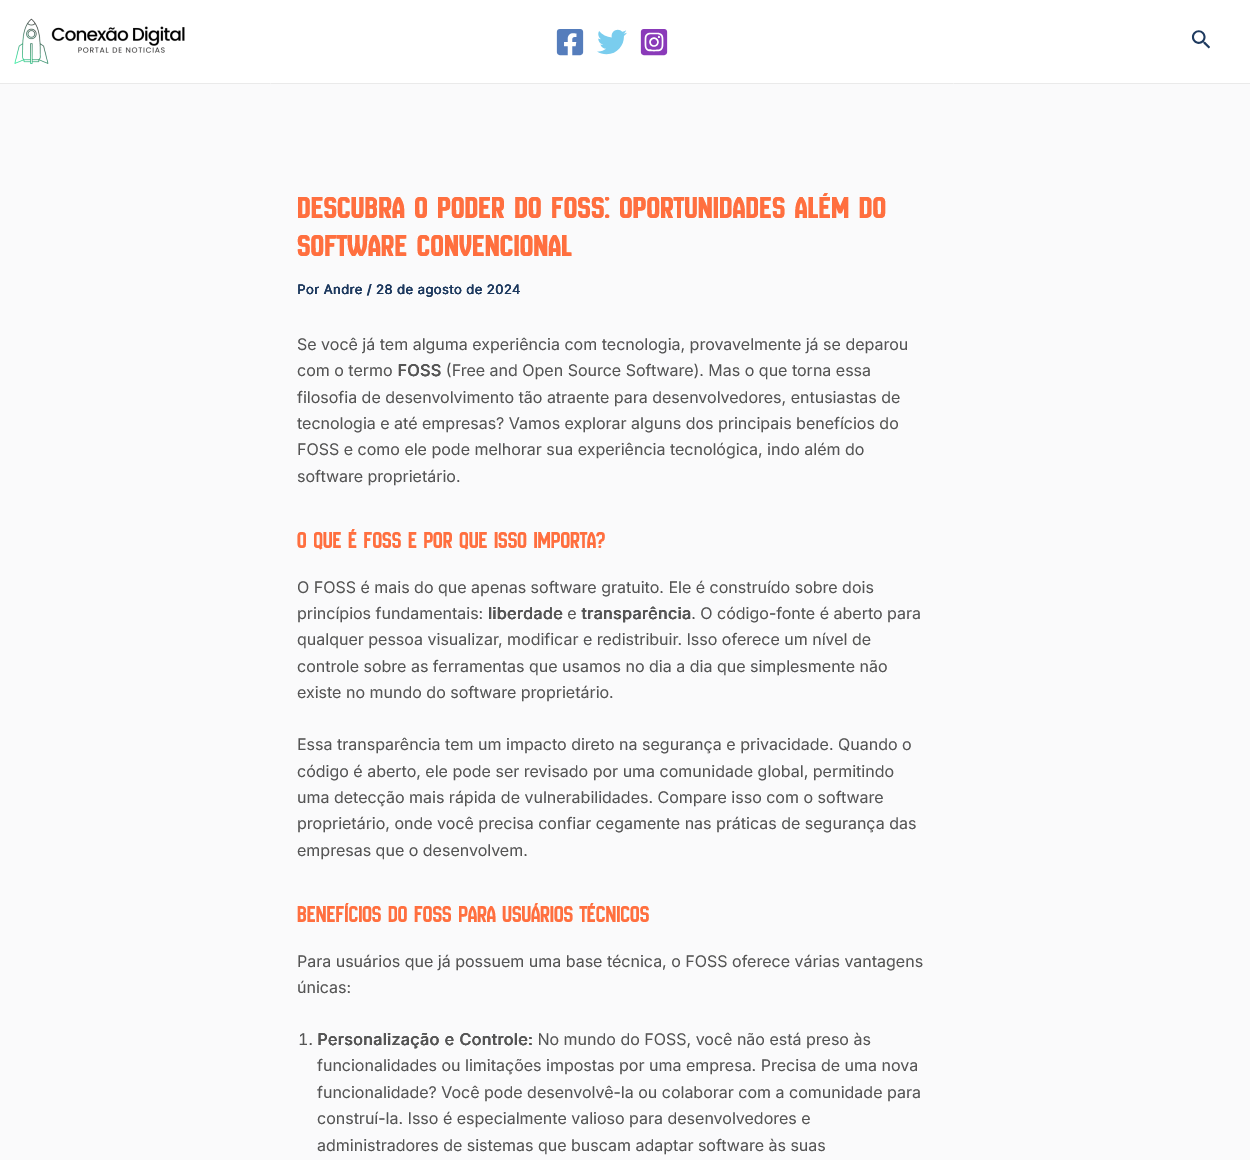 Conexão Digital
PORTAL DE NOTICIAS
DESCUBRA O PODER DO FOSS: OPORTUNIDADES ALÉM DO
SOFTWARE CONVENCIONAL
Por Andre / 28 de agosto de 2024
Se você já tem alguma experiência com tecnologia, provavelmente já se deparou
com o termo FOSS (Free and Open Source Software). Mas o que torna essa
filosofia de desenvolvimento tão atraente para desenvolvedores, entusiastas de
tecnologia e até empresas? Vamos explorar alguns dos principais benefícios do
FOSS e como ele pode melhorar sua experiência tecnológica, indo além do
software proprietário.
O QUE É FOSS E POR QUE ISSO IMPORTA?
O FOSS é mais do que apenas software gratuito. Ele é construído sobre dois
princípios fundamentais: liberdade e transparência. O código-fonte é aberto para
qualquer pessoa visualizar, modificar e redistribuir. Isso oferece um nível de
controle sobre as ferramentas que usamos no dia a dia que simplesmente não
existe no mundo do software proprietário.
Essa transparência tem um impacto direto na segurança e privacidade. Quando o
código é aberto, ele pode ser revisado por uma comunidade global, permitindo
uma detecção mais rápida de vulnerabilidades. Compare isso com o software
proprietário, onde você precisa confiar cegamente nas práticas de segurança das
empresas que o desenvolvem.
BENEFÍCIOS DO FOSS PARA USUÁRIOS TÉCNICOS
Para usuários que já possuem uma base técnica, o FOSS oferece várias vantagens
únicas:
1. Personalização e Controle: No mundo do FOSS, você não está preso às
funcionalidades ou limitações impostas por uma empresa. Precisa de uma nova
funcionalidade? Você pode desenvolvê-la ou colaborar com a comunidade para
construí-la. Isso é especialmente valioso para desenvolvedores e
administradores de sistemas que buscam adaptar software às suas